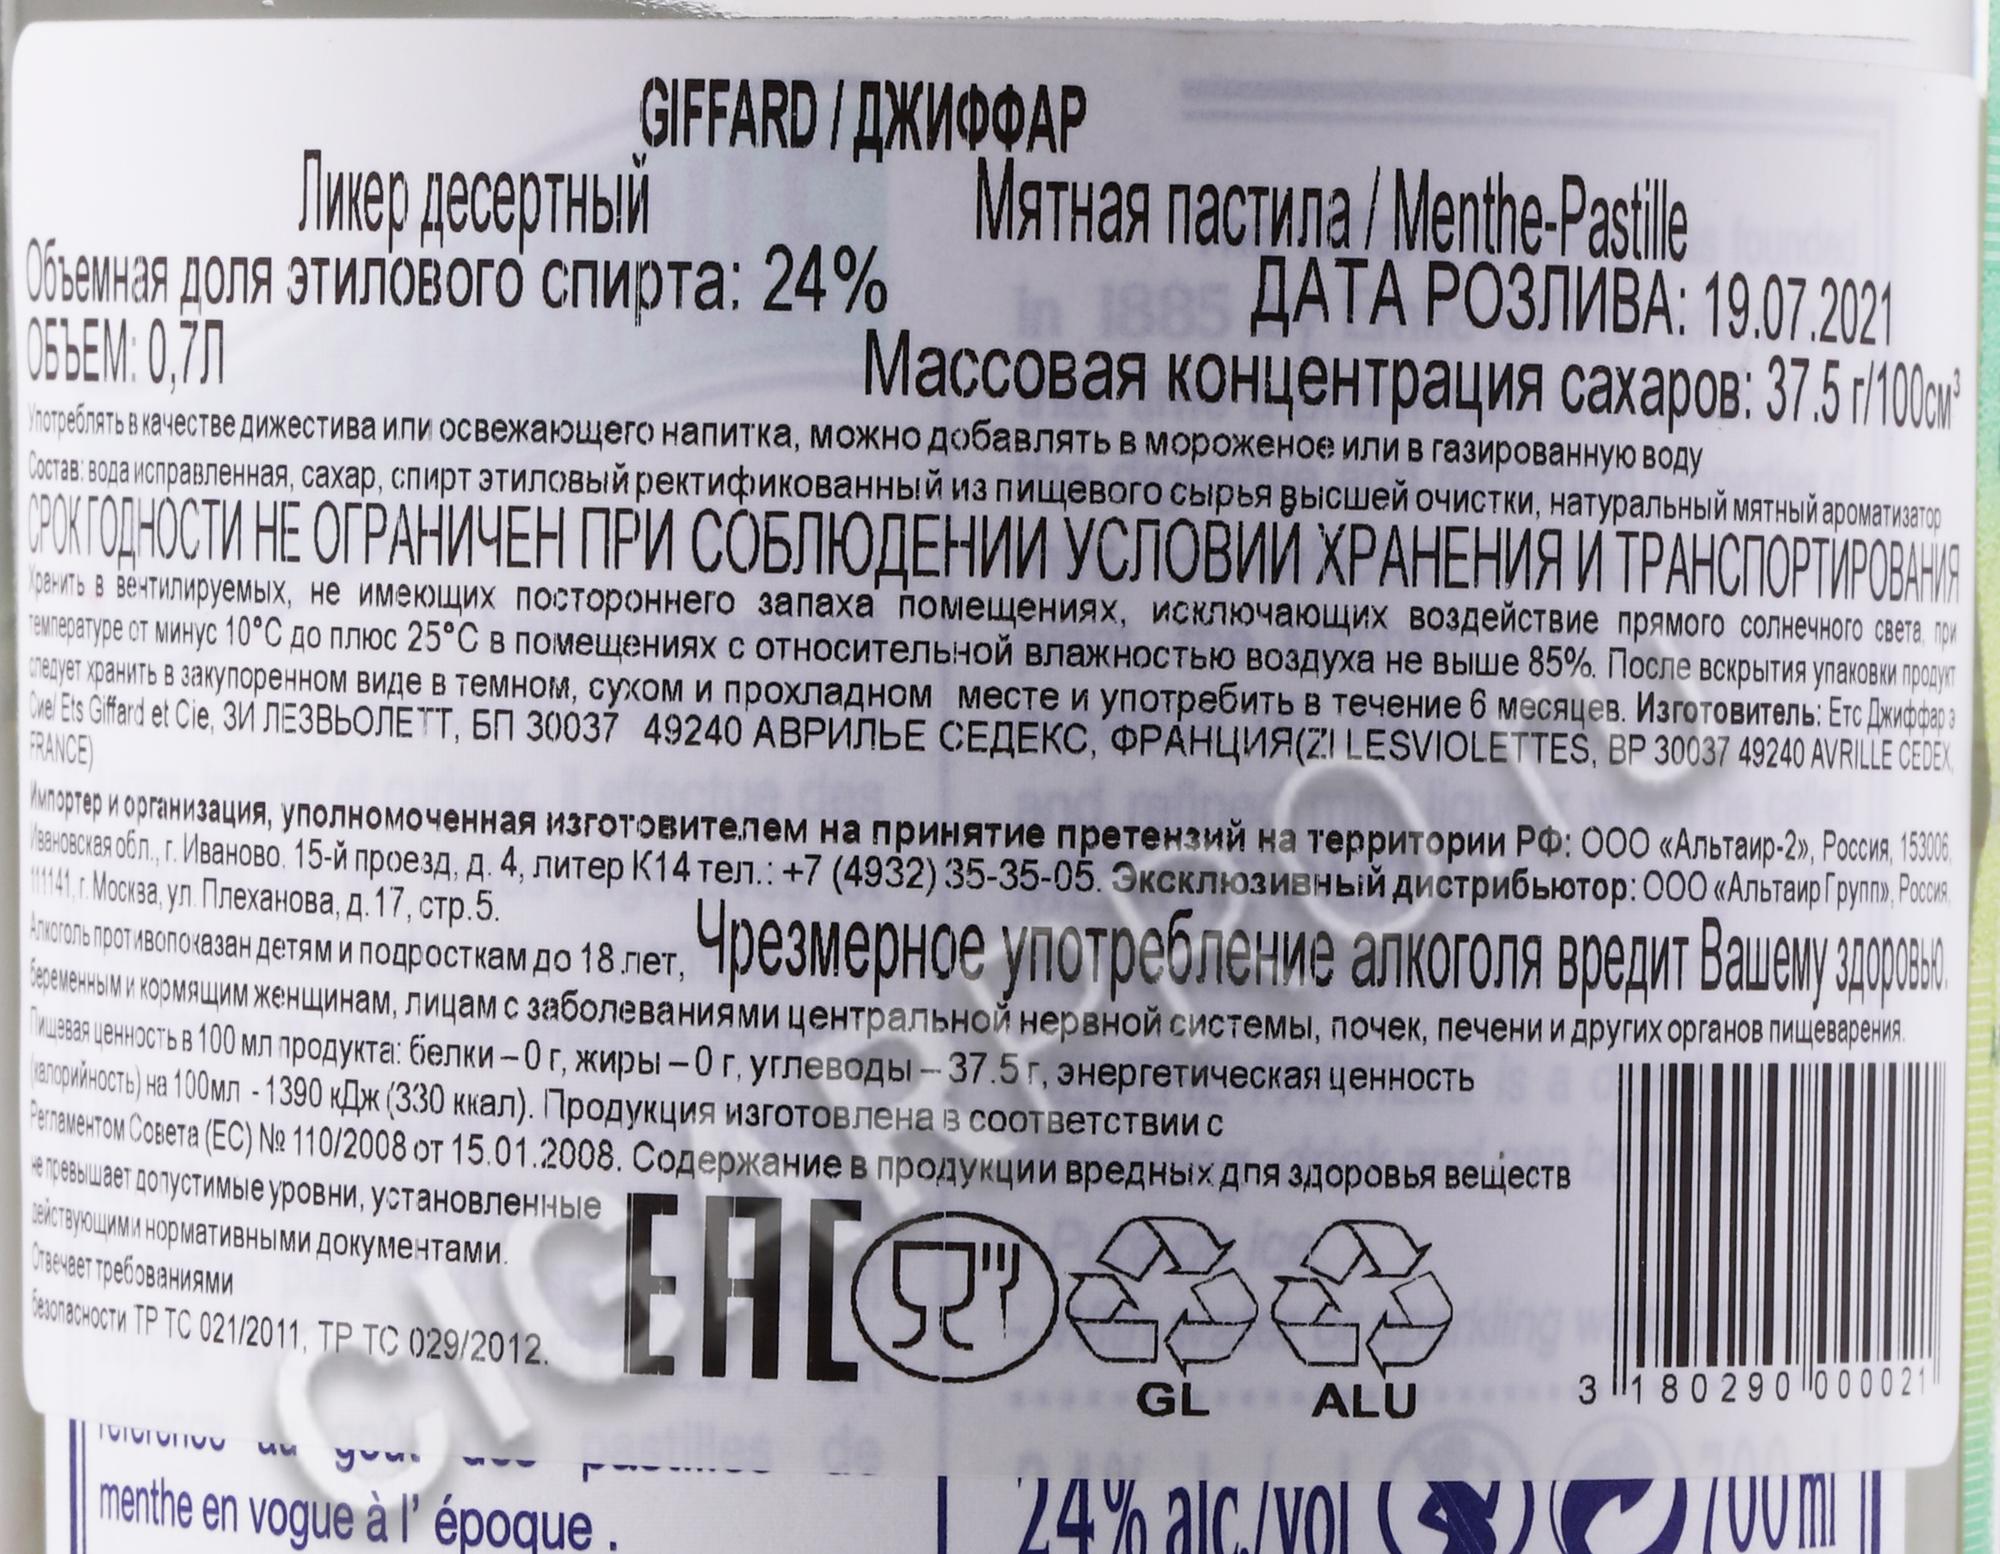 GIFFARD / ДЖИФФАР
Ликер десертный Мятная пастила / Menthe-Pastille
Объемная доля этилового спирта: 24% ДАТА РОЗЛИВА: 19.07.2021
ОБЪЕМ: 0,7Л Массовая концентрация сахаров: 37.5 г/100см³
Употреблять в качестве дижестива или освежающего напитка, можно добавлять в мороженое или в газированную воду
Состав: вода исправленная, сахар, спирт этиловый ректификованный из пищевого сырья высшей очистки, натуральный мятный ароматизатор
СРОК ГОДНОСТИ НЕ ОГРАНИЧЕН ПРИ СОБЛЮДЕНИИ УСЛОВИЙ ХРАНЕНИЯ И ТРАНСПОРТИРОВАНИЯ
Хранить в вентилируемых, не имеющих постороннего запаха помещениях, исключающих воздействие прямого солнечного света, при
температуре от минус 10°C до плюс 25°C в помещениях с относительной влажностью воздуха не выше 85%. После вскрытия упаковки продукт
следует хранить в закупоренном виде в темном, сухом и прохладном месте и употребить в течение 6 месяцев. Изготовитель: Етс Джиффар э
Сие/ Ets Giffard et Cie, ЗИ ЛЕЗВЬОЛЕТТ, БП 30037 49240 АВРИЛЬЕ СЕДЕКС, ФРАНЦИЯ(ZI LESVIOLETTES, BP 30037 49240 AVRILLE CEDEX,
FRANCE)
Импортер и организация, уполномоченная изготовителем на принятие претензий на территории РФ: ООО «Альтаир-2», Россия, 153006,
Ивановская обл., г. Иваново, 15-й проезд, д. 4, литер К14 тел.: +7 (4932) 35-35-05. Эксклюзивный дистрибьютор: ООО «Альтаир Групп», Россия,
111141, г. Москва, ул. Плеханова, д. 17, стр. 5.
Алкоголь противопоказан детям и подросткам до 18 лет, Чрезмерное употребление алкоголя вредит Вашему здоровью.
беременным и кормящим женщинам, лицам с заболеваниями центральной нервной системы, почек, печени и других органов пищеварения.
Пищевая ценность в 100 мл продукта: белки – 0 г, жиры – 0 г, углеводы – 37.5 г, энергетическая ценность
(калорийность) на 100мл - 1390 кДж (330 ккал). Продукция изготовлена в соответствии с
Регламентом Совета (ЕС) № 110/2008 от 15.01.2008. Содержание в продукции вредных для здоровья веществ
не превышает допустимые уровни, установленные
действующими нормативными документами.
Отвечает требованиями
безопасности ТР ТС 021/2011, ТР ТС 029/2012.
EAC
GL ALU
3 180290 000021
CIGARPRO.RU
menthe en vogue à l' époque .
24% alc./vol 700 ml